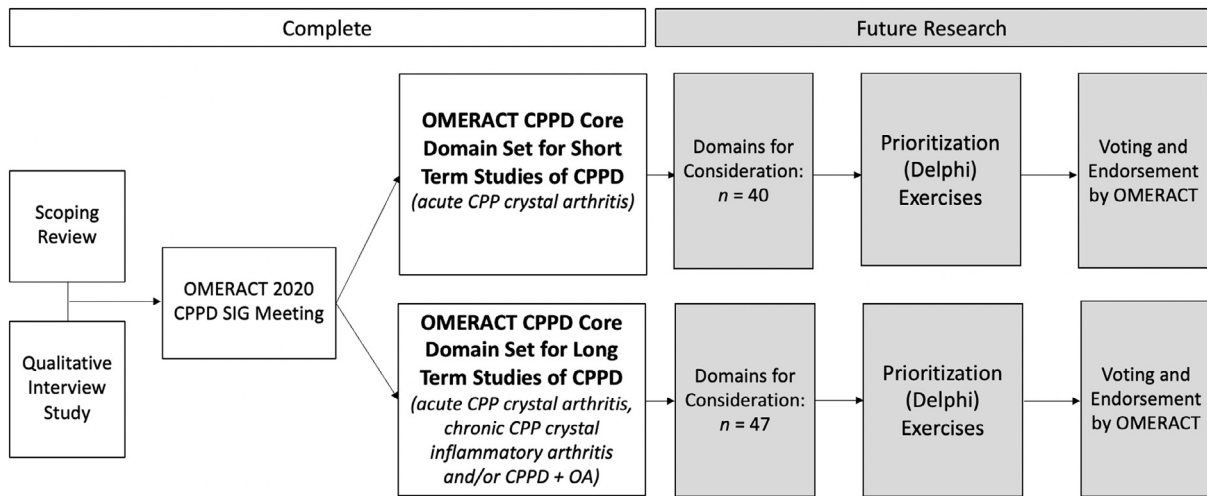 Complete
Future Research
Scoping
Review
Qualitative
Interview
Study
OMERACT 2020
CPPD SIG Meeting
OMERACT CPPD Core
Domain Set for Short
Term Studies of CPPD
(acute CPP crystal arthritis)
Domains for
Consideration:
n = 40
Prioritization
(Delphi)
Exercises
Voting and
Endorsement
by OMERACT
OMERACT CPPD Core
Domain Set for Long
Term Studies of CPPD
(acute CPP crystal arthritis,
chronic CPP crystal
inflammatory arthritis
and/or CPPD + OA)
Domains for
Consideration:
n = 47
Prioritization
(Delphi)
Exercises
Voting and
Endorsement
by OMERACT